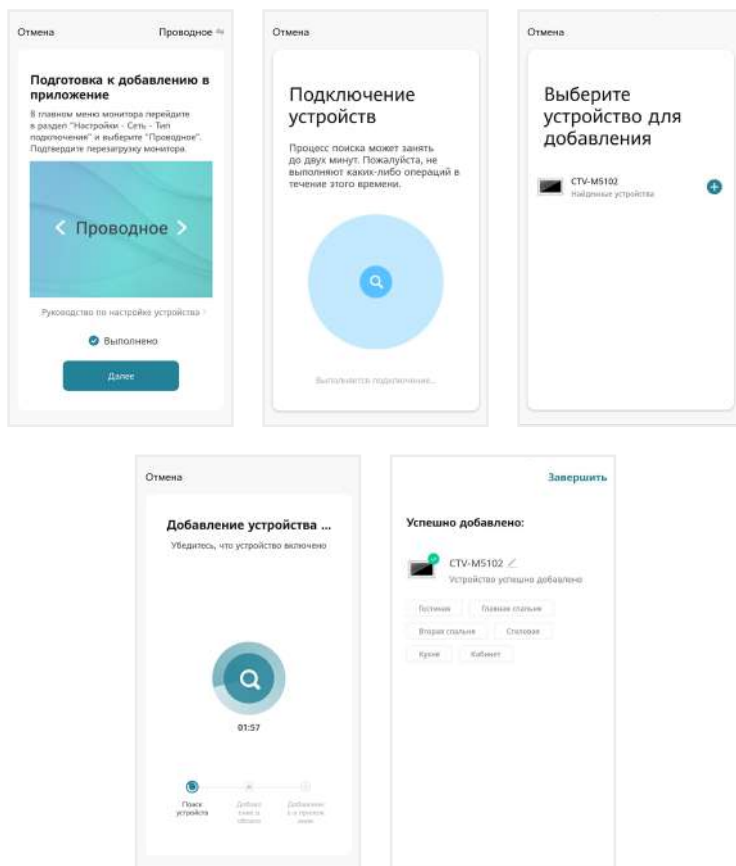 Отмена
Проводное
Подготовка к добавлению в
приложение
В главном меню монитора перейдите
в раздел "Настройки - Сеть - Тип
подключения" и выберите "Проводное".
Подтвердите перезагрузку монитора.
Проводное
Руководство по настройке устройства
Выполнено
Далее
Отмена
Подключение
устройств
Процесс поиска может занять
до двух минут. Пожалуйста, не
выполняют каких-либо операций в
течение этого времени.
Выполняется подключение...
Отмена
Выберите
устройство для
добавления
CTV-M5102
Найденные устройства
Отмена
Добавление устройства ...
Убедитесь, что устройство включено
01:57
Поиск
устройств
Завершить
Успешно добавлено:
CTV-M5102
Устройство успешно добавлено
Гостиная
Главная спальня
Вторая спальня
Столовая
Кухня
Кабинет